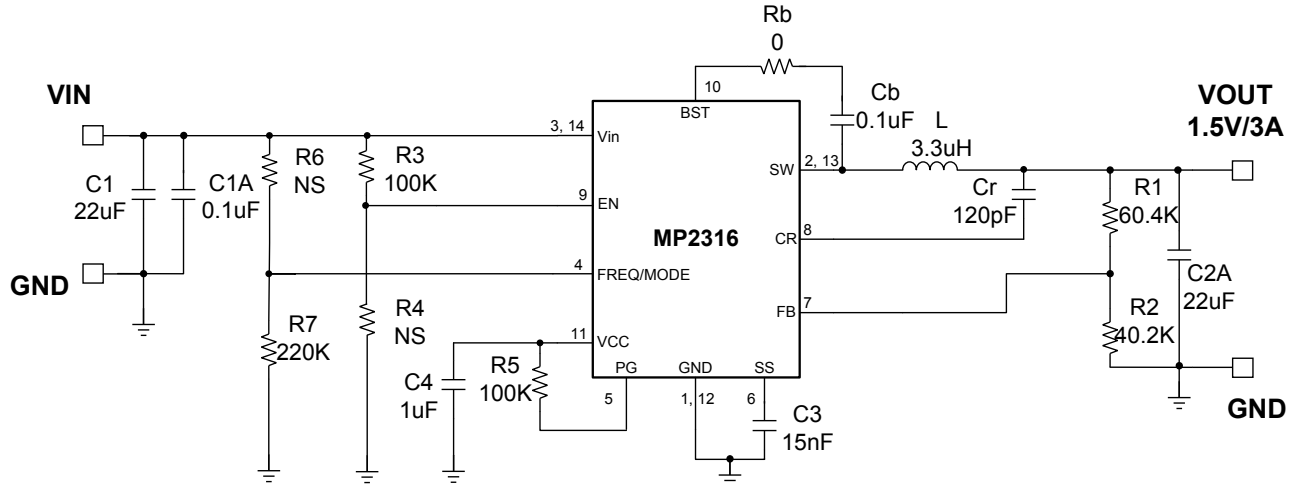 Rb
0
10
BST
Cb
0.1uF
VIN
3, 14
Vin
R6
NS
R3
100K
C1
22uF
C1A
0.1uF
9
EN
SW
2, 13
L
3.3uH
VOUT
1.5V/3A
Cr
120pF
R1
60.4K
MP2316
CR
8
GND
4
FREQ/MODE
C2A
22uF
R7
220K
R4
NS
FB
7
R2
40.2K
11
VCC
R5
100K
C4
1uF
PG
GND
SS
5
1, 12
6
C3
15nF
GND